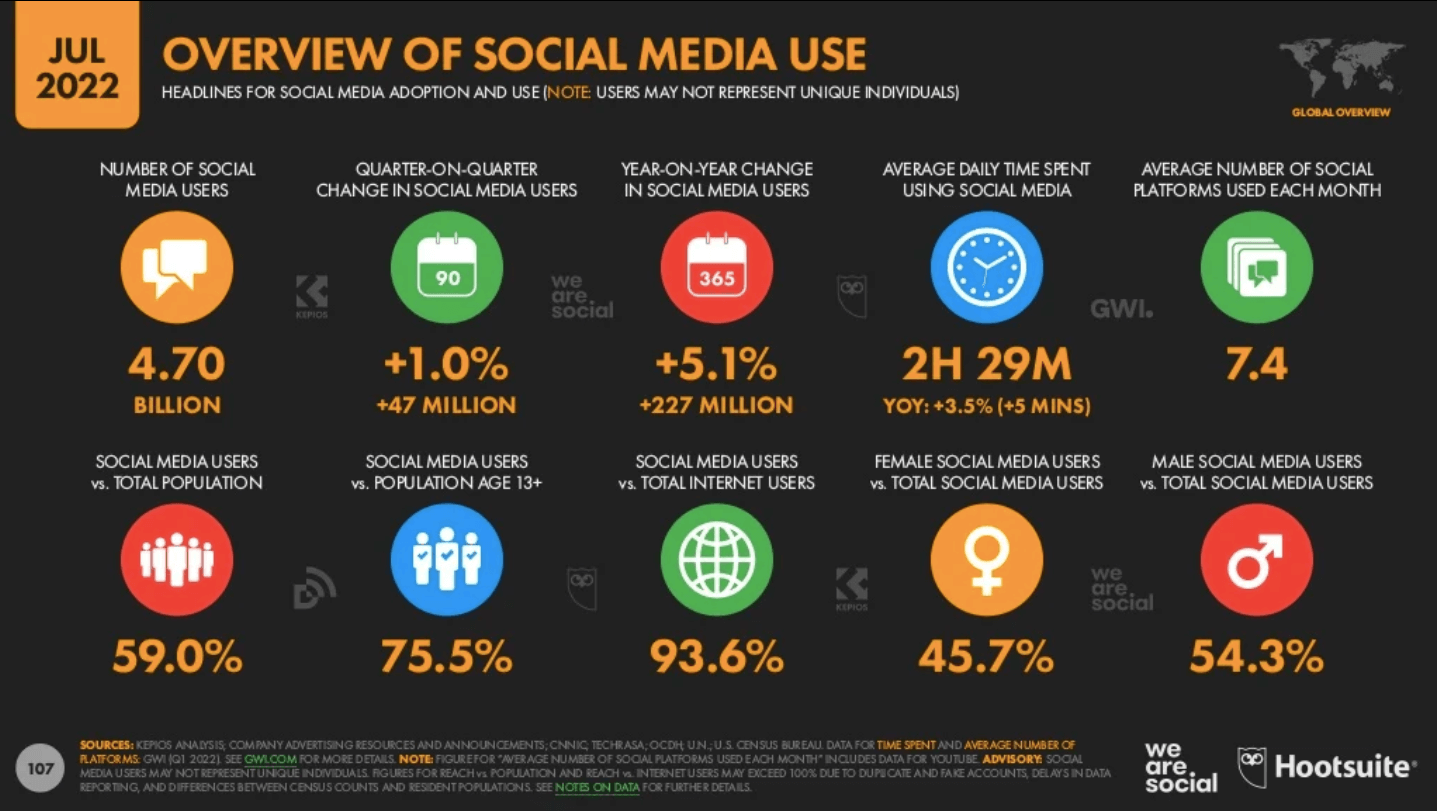 JUL
2022
OVERVIEW OF SOCIAL MEDIA USE
HEADLINES FOR SOCIAL MEDIA ADOPTION AND USE (NOTE: USERS MAY NOT REPRESENT UNIQUE INDIVIDUALS)
GLOBAL OVERVIEW
NUMBER OF SOCIAL
MEDIA USERS
4.70
BILLION
QUARTER-ON-QUARTER
CHANGE IN SOCIAL MEDIA USERS
90
+1.0%
+47 MILLION
YEAR-ON-YEAR CHANGE
IN SOCIAL MEDIA USERS
365
+5.1%
+227 MILLION
AVERAGE DAILY TIME SPENT
USING SOCIAL MEDIA
2H 29M
YOY: +3.5% (+5 MINS)
AVERAGE NUMBER OF SOCIAL
PLATFORMS USED EACH MONTH
7.4
KEPIOS
we
are
social
GWI.
SOCIAL MEDIA USERS
vs. TOTAL POPULATION
59.0%
SOCIAL MEDIA USERS
vs. POPULATION AGE 13+
75.5%
SOCIAL MEDIA USERS
vs. TOTAL INTERNET USERS
93.6%
FEMALE SOCIAL MEDIA USERS
vs. TOTAL SOCIAL MEDIA USERS
45.7%
MALE SOCIAL MEDIA USERS
vs. TOTAL SOCIAL MEDIA USERS
54.3%
KEPIOS
we
are.
social
107
SOURCES: KEPIOS ANALYSIS; COMPANY ADVERTISING RESOURCES AND ANNOUNCEMENTS; CNNIC; TECHRASA; OCDH; U.N.; U.S. CENSUS BUREAU. DATA FOR TIME SPENT AND AVERAGE NUMBER OF
PLATFORMS: GWI (Q1 2022). SEE GWI.COM FOR MORE DETAILS. NOTE: FIGURE FOR "AVERAGE NUMBER OF SOCIAL PLATFORMS USED EACH MONTH" INCLUDES DATA FOR YOUTUBE. ADVISORY: SOCIAL
MEDIA USERS MAY NOT REPRESENT UNIQUE INDIVIDUALS. FIGURES FOR REACH vs. POPULATION AND REACH vs. INTERNET USERS MAY EXCEED 100% DUE TO DUPLICATE AND FAKE ACCOUNTS, DELAYS IN DATA
REPORTING, AND DIFFERENCES BETWEEN CENSUS COUNTS AND RESIDENT POPULATIONS. SEE NOTES ON DATA FOR FURTHER DETAILS.
we
are.
social
Hootsuite®